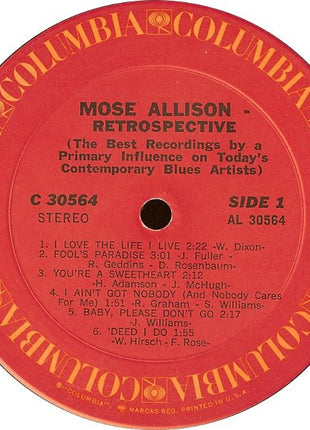 COLUMBIA COLUMBIA
MOSE ALLISON -
RETROSPECTIVE
(The Best Recordings by a
Primary Influence on Today's
Contemporary Blues Artists)
C 30564
STEREO
SIDE 1
AL 30564
1. I LOVE THE LIFE I LIVE 2:22 -W. Dixon-
2. FOOL'S PARADISE 3:01 -J. Fuller -
R. Geddins - D. Rosenbaum-
3. YOU'RE A SWEETHEART 2:12
-H. Adamson - J. McHugh-
4. I AIN'T GOT NOBODY (And Nobody Cares
For Me) 1:51 -R. Graham - S. Williams-
5. BABY, PLEASE DON'T GO 2:17
-J. Williams-
6. 'DEED I DO 1:55
-W. Hirsch - F. Rose-
COLUMBIA COLUMBIA
® "COLUMBIA", MARCAS REG. PRINTED IN U.S.A.